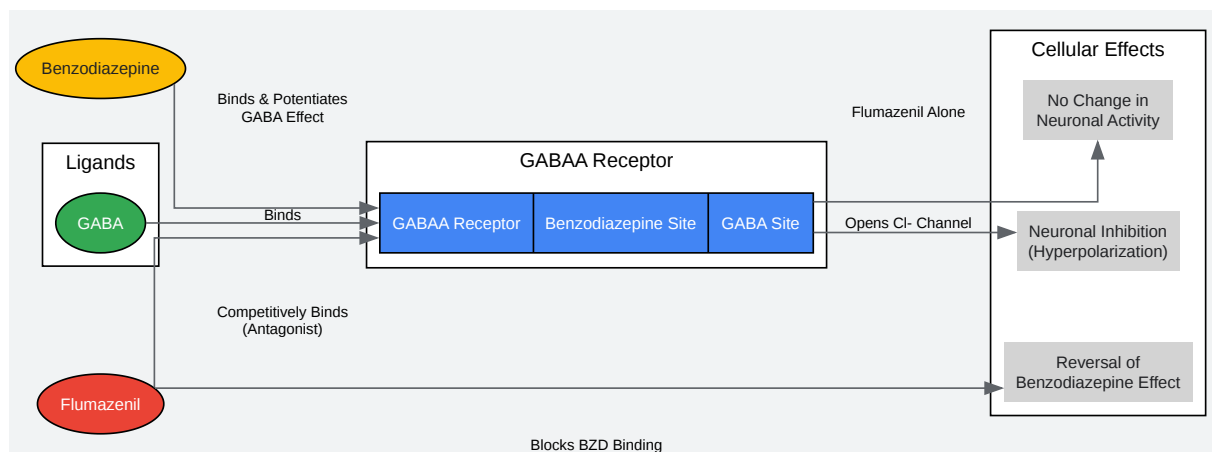 Cellular Effects
Benzodiazepine
Binds & Potentiates
GABA Effect
Flumazenil Alone
No Change in
Neuronal Activity
Ligands
GABAA Receptor
GABA
Binds
GABAA Receptor
Benzodiazepine Site
GABA Site
Opens Cl- Channel
Neuronal Inhibition
(Hyperpolarization)
Competitively Binds
(Antagonist)
Reversal of
Benzodiazepine Effect
Flumazenil
Blocks BZD Binding